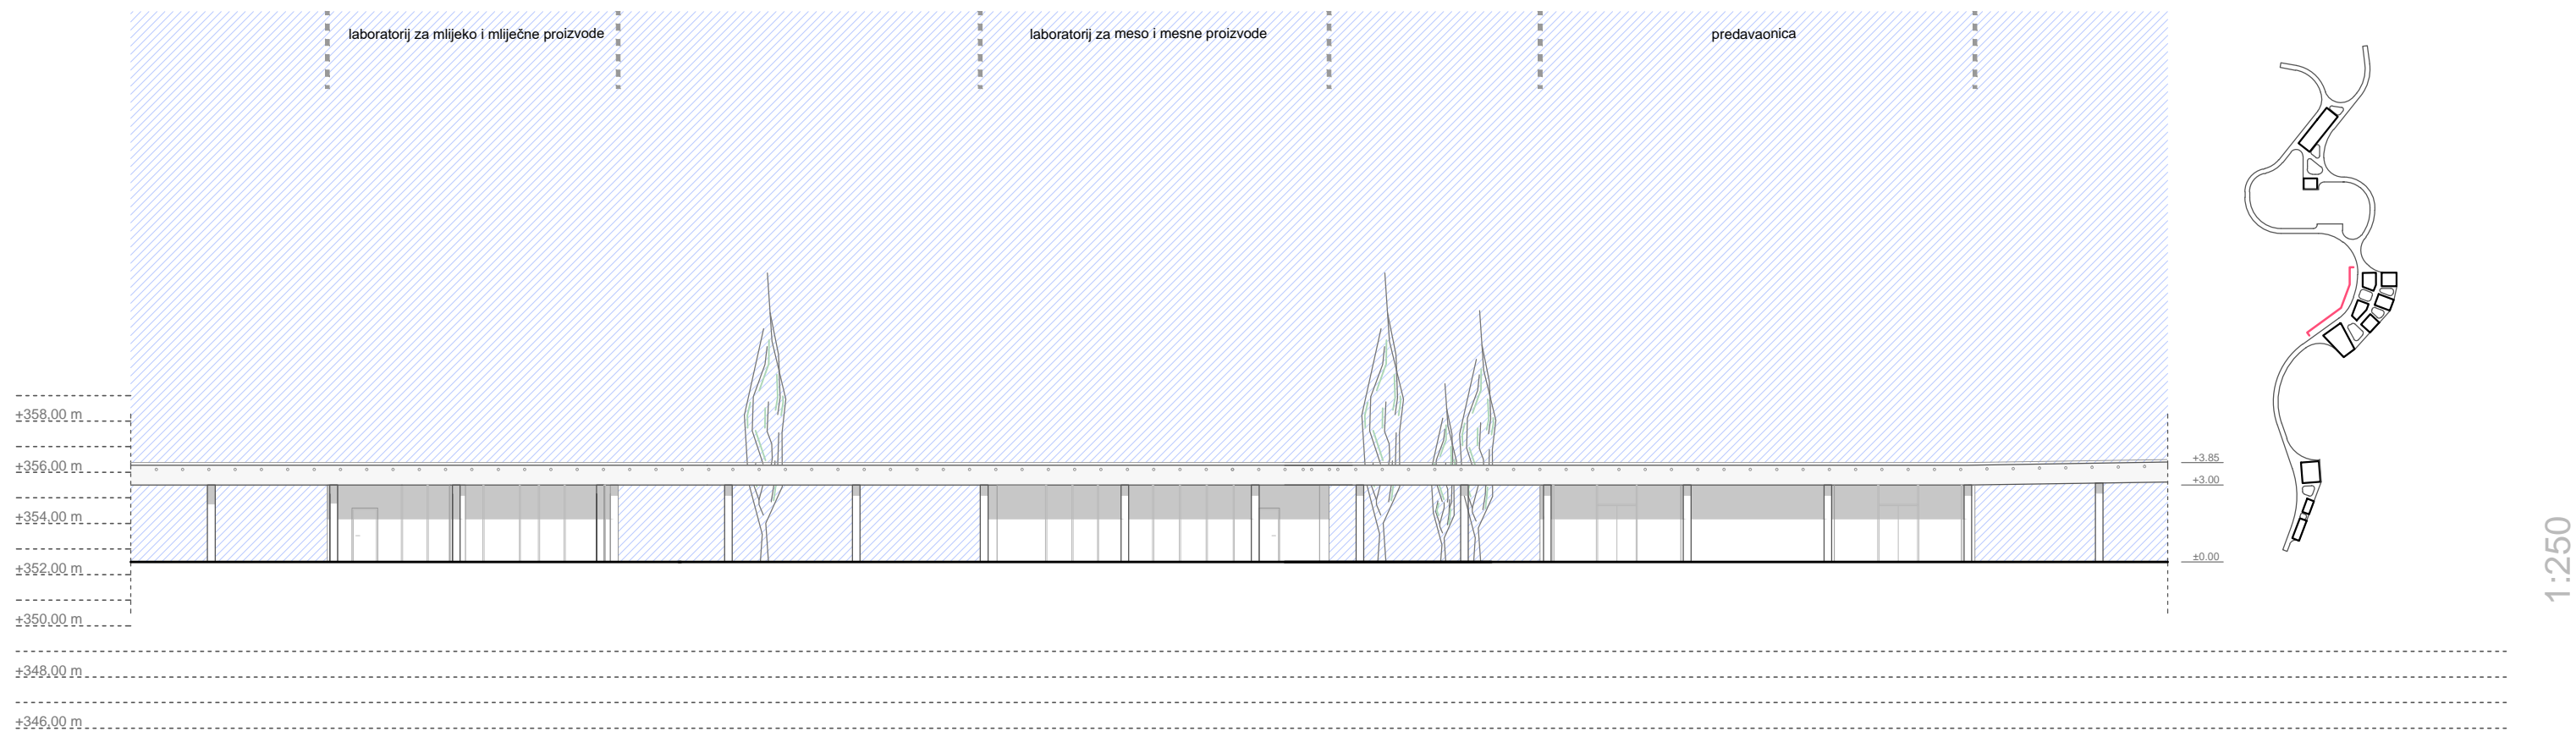 laboratorij za mlijeko i mliječne proizvode
laboratorij za meso i mesne proizvode
predavaonica
+358,00 m
+356,00 m
+354,00 m
+352,00 m
+350,00 m
+348,00 m
+346,00 m
+3.85
+3.00
±0.00
1:250